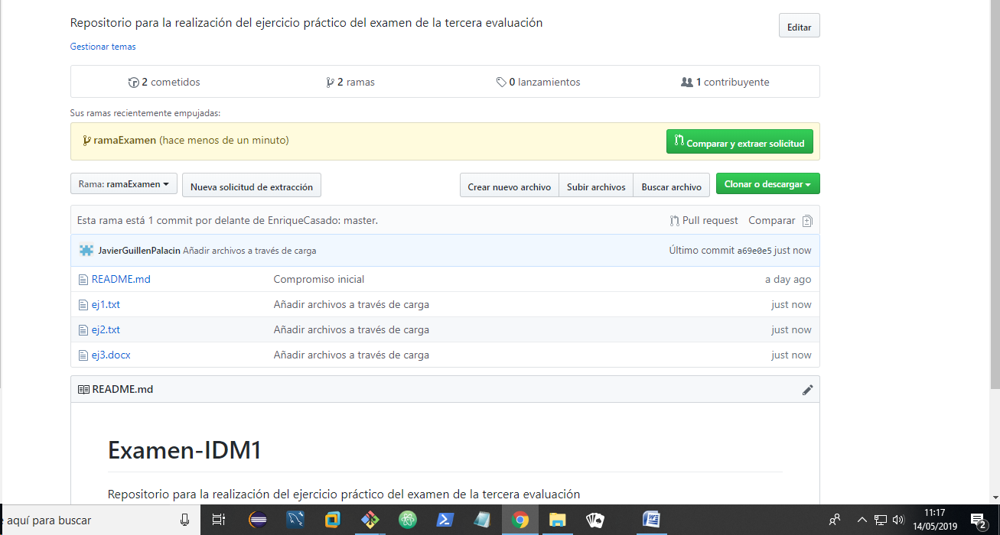 Repositorio para la realización del ejercicio práctico del examen de la tercera evaluación
Editar
Gestionar temas
2 cometidos
2 ramas
0 lanzamientos
1 contribuyente
Sus ramas recientemente empujadas:
ramaExamen (hace menos de un minuto)
Comparar y extraer solicitud
Rama: ramaExamen
Nueva solicitud de extracción
Crear nuevo archivo
Subir archivos
Buscar archivo
Clonar o descargar
Esta rama está 1 commit por delante de EnriqueCasado: master.
Pull request
Comparar
JavierGuillenPalacin Añadir archivos a través de carga
Último commit a69e0e5 just now
README.md
Compromiso inicial
a day ago
ej1.txt
Añadir archivos a través de carga
just now
ej2.txt
Añadir archivos a través de carga
just now
ej3.docx
Añadir archivos a través de carga
just now
README.md
Examen-IDM1
Repositorio para la realización del ejercicio práctico del examen de la tercera evaluación
aquí para buscar
11:17
14/05/2019
2